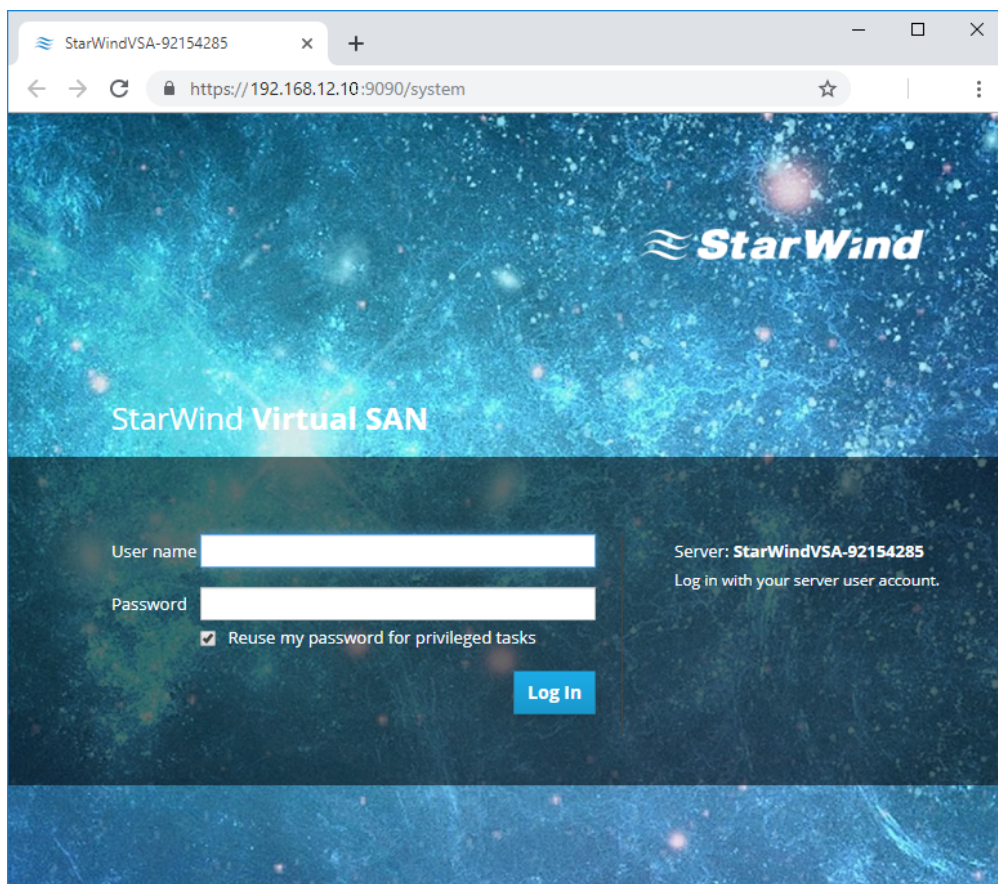 StarWindVSA-92154285
https://192.168.12.10:9090/system
StarWind
StarWind Virtual SAN
User name
Server: StarWindVSA-92154285
Log in with your server user account.
Password
Reuse my password for privileged tasks
Log In